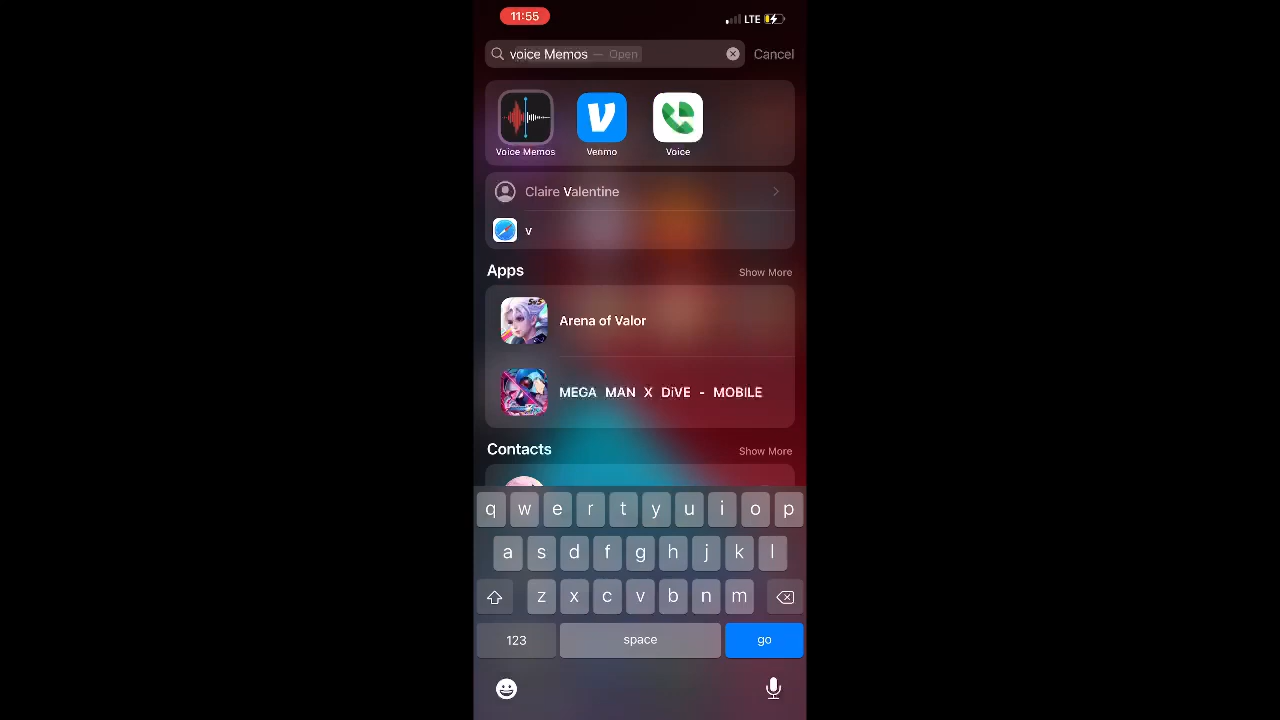 11:55
LTE
voice Memos — Open
Cancel
Voice Memos
Venmo
Voice
Claire Valentine
v
Apps
Show More
5v5
Arena of Valor
MEGA MAN X DiVE - MOBILE
Contacts
Show More
q w e r t y u i o p
a s d f g h j k l
z x c v b n m
123
space
go